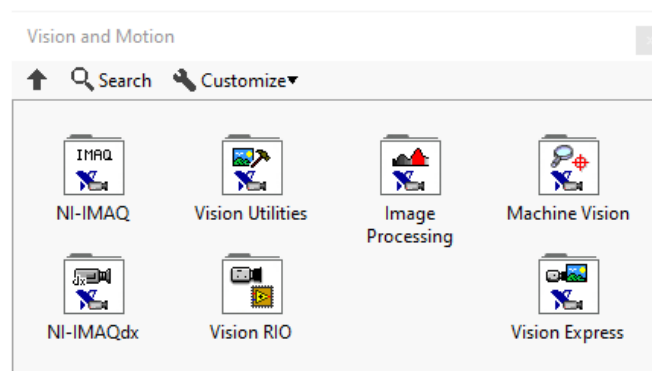 Vision and Motion
Search Customize▾
IMAQ
NI-IMAQ Vision Utilities Image Processing Machine Vision
dx
NI-IMAQdx Vision RIO Vision Express